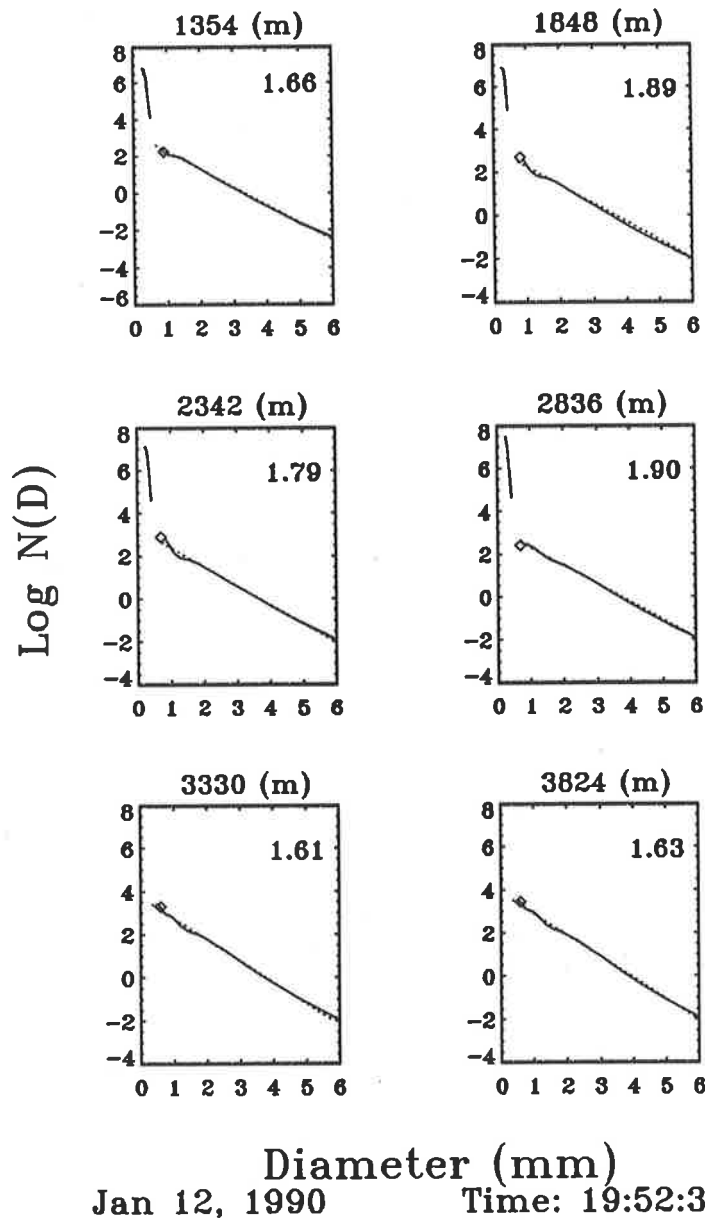 1354 (m) 1848 (m)
8 1.66 8 1.89
6 6
4 4
2 2
0 0
−2 −2
−4 −4
−6
0 1 2 3 4 5 6 0 1 2 3 4 5 6
2342 (m) 2836 (m)
8 1.79 8 1.90
6 6
4 4
2 2
0 0
−2 −2
−4 −4
0 1 2 3 4 5 6 0 1 2 3 4 5 6
Log N(D)
3330 (m) 3824 (m)
8 1.61 8 1.63
6 6
4 4
2 2
0 0
−2 −2
−4 −4
0 1 2 3 4 5 6 0 1 2 3 4 5 6
Diameter (mm)
Jan 12, 1990 Time: 19:52:3